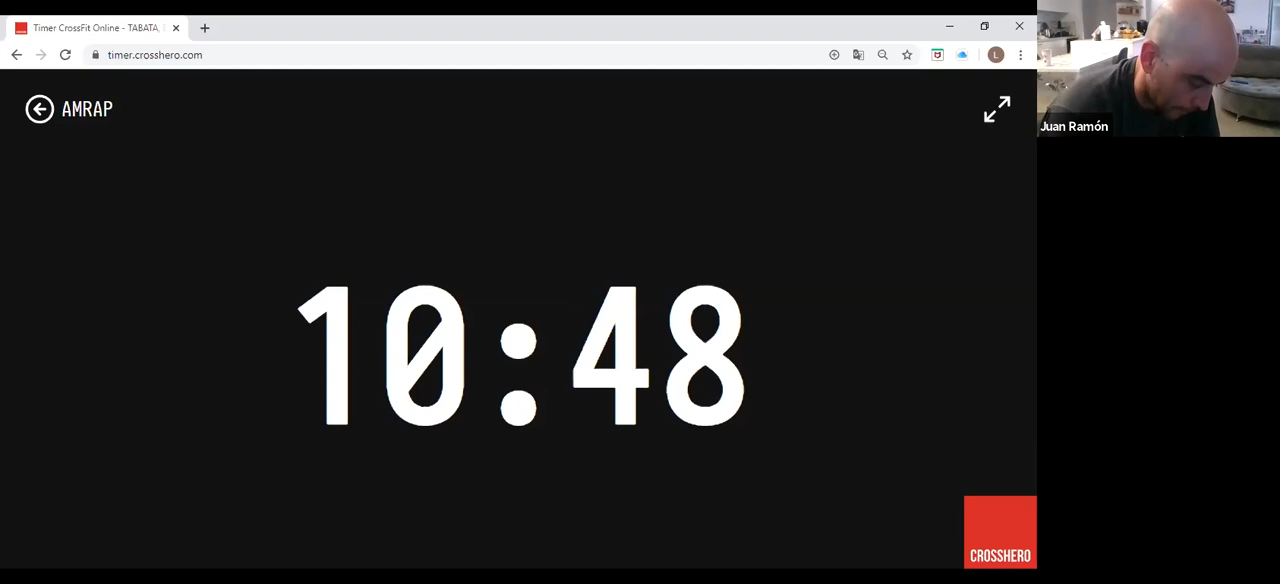 Timer CrossFit Online - TABATA,
timer.crosshero.com
L
AMRAP
Juan Ramón
10:48
CROSSHERO